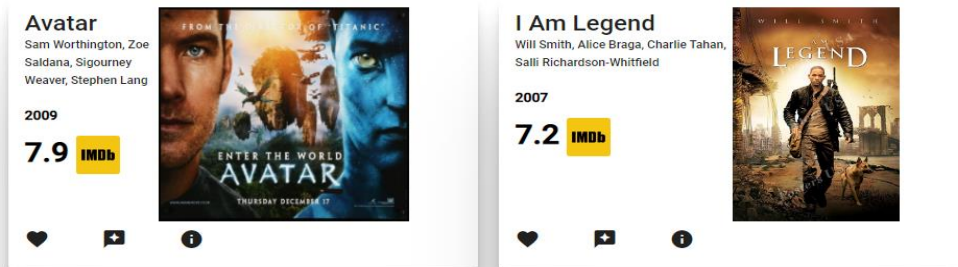 Avatar
Sam Worthington, Zoe
Saldana, Sigourney
Weaver, Stephen Lang
2009
7.9 IMDb
FROM THE DIRECTOR OF "TITANIC"
ENTER THE WORLD
AVATAR
THURSDAY DECEMBER 17
I Am Legend
Will Smith, Alice Braga, Charlie Tahan,
Salli Richardson-Whitfield
2007
7.2 IMDb
WILL SMITH
I AM
LEGEND